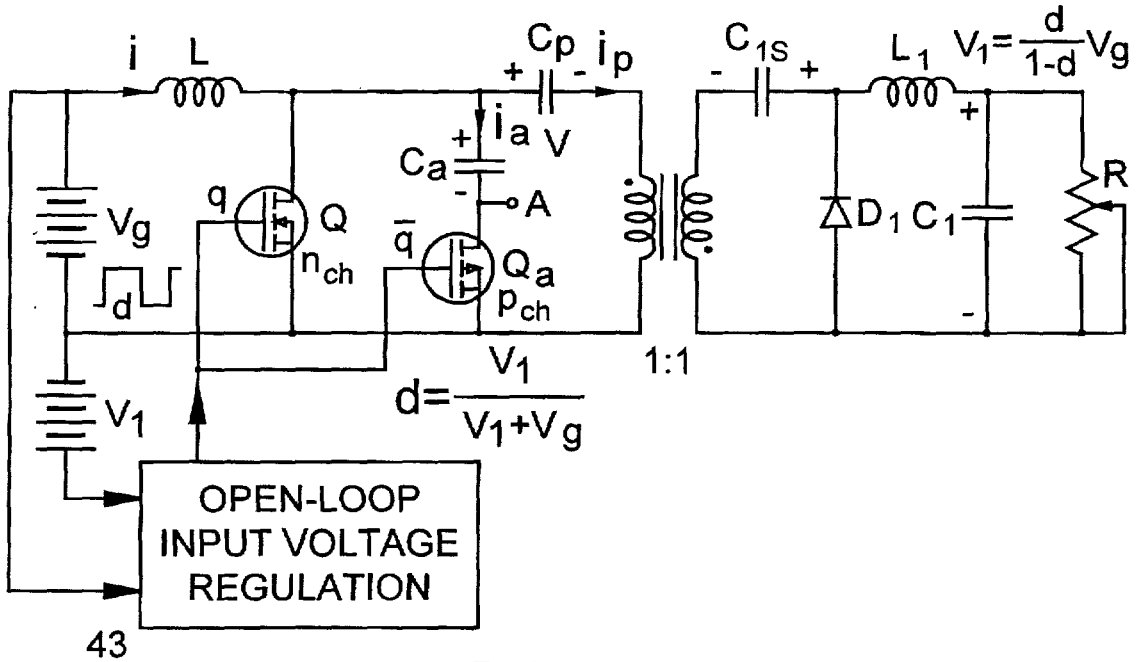 i
L
Cp
ip
C1S
L1
V1= d/(1-d) Vg
+
-
-
+
+
ia
V
+
Ca
-
A
R
q
Q
q̅
Vg
nch
Qa
D1
C1
d
pch
-
V1
d= V1/(V1+Vg)
1:1
OPEN-LOOP
INPUT VOLTAGE
REGULATION
43